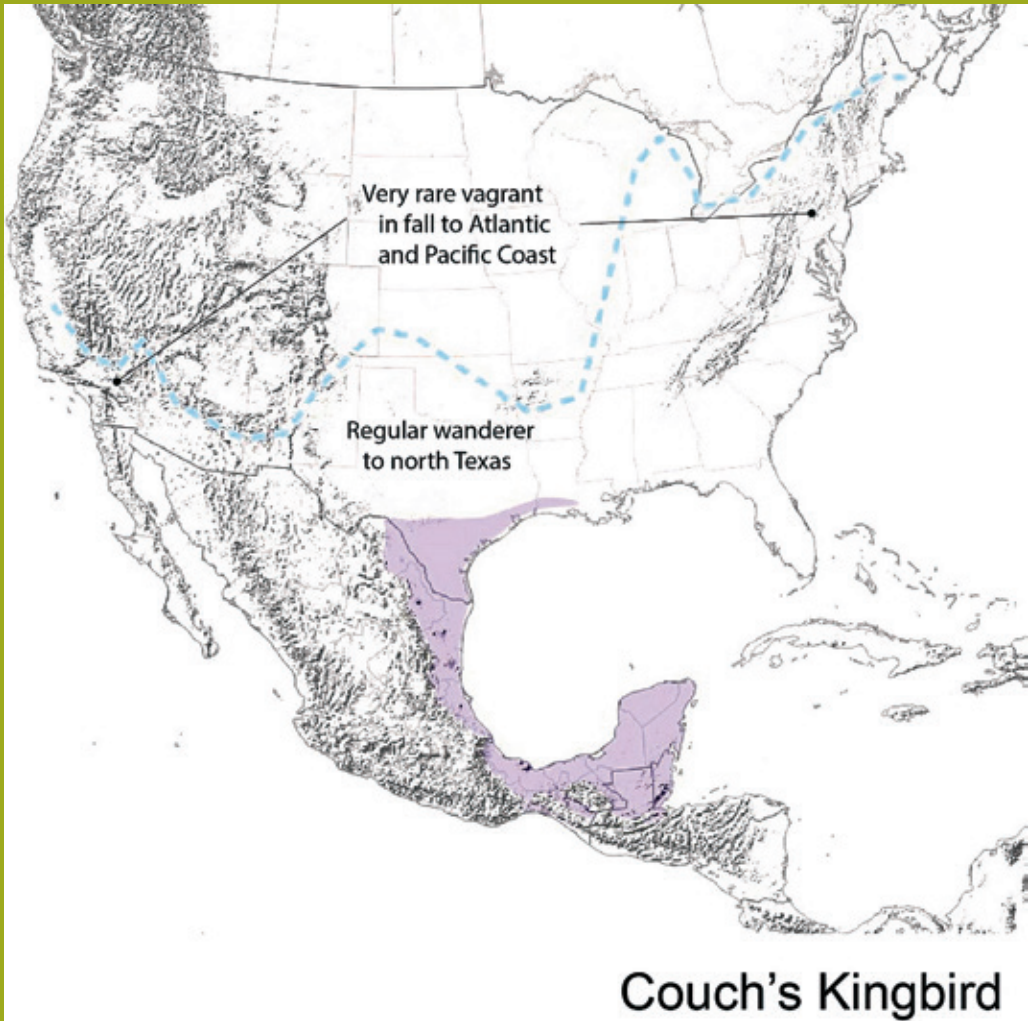 Very rare vagrant
in fall to Atlantic
and Pacific Coast
Regular wanderer
to north Texas
Couch's Kingbird